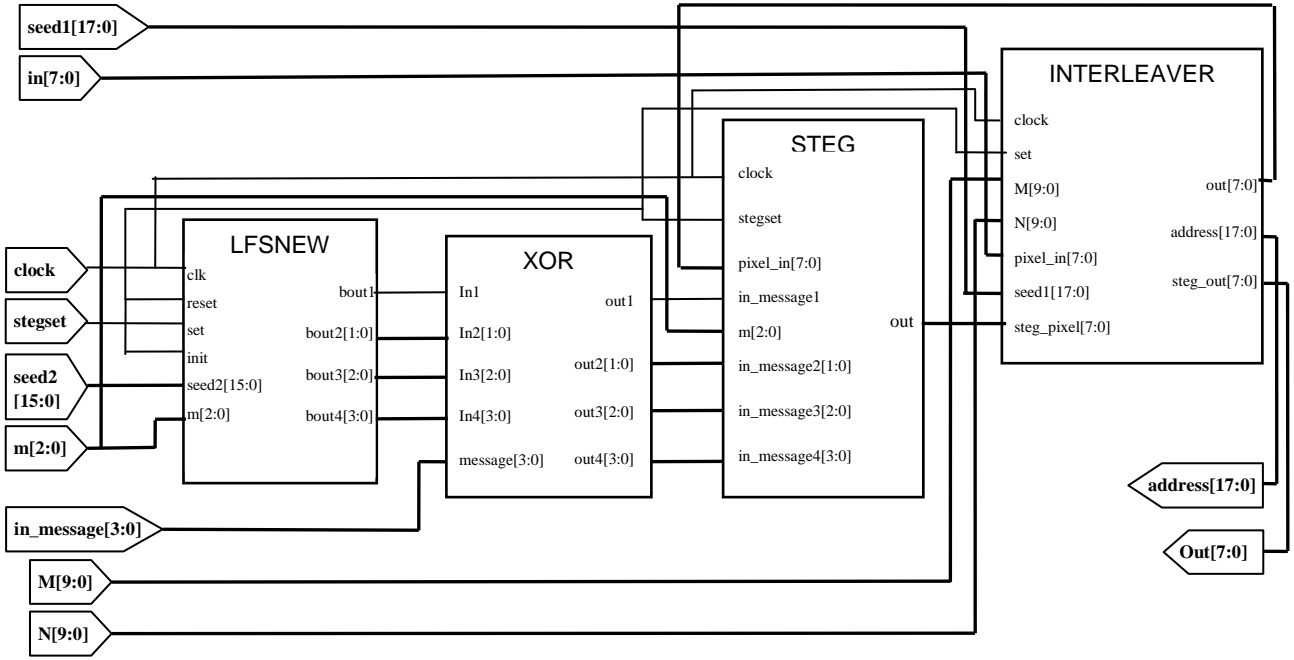 seed1[17:0]
in[7:0]
clock
stegset
seed2
[15:0]
m[2:0]
in_message[3:0]
M[9:0]
N[9:0]
LFSNEW
clk
reset
set
init
seed2[15:0]
m[2:0]
bout1
bout2[1:0]
bout3[2:0]
bout4[3:0]
XOR
In1
In2[1:0]
In3[2:0]
In4[3:0]
message[3:0]
out1
out2[1:0]
out3[2:0]
out4[3:0]
STEG
clock
stegset
pixel_in[7:0]
in_message1
m[2:0]
in_message2[1:0]
in_message3[2:0]
in_message4[3:0]
out
INTERLEAVER
clock
set
M[9:0]
N[9:0]
pixel_in[7:0]
seed1[17:0]
steg_pixel[7:0]
out[7:0]
address[17:0]
steg_out[7:0]
address[17:0]
Out[7:0]